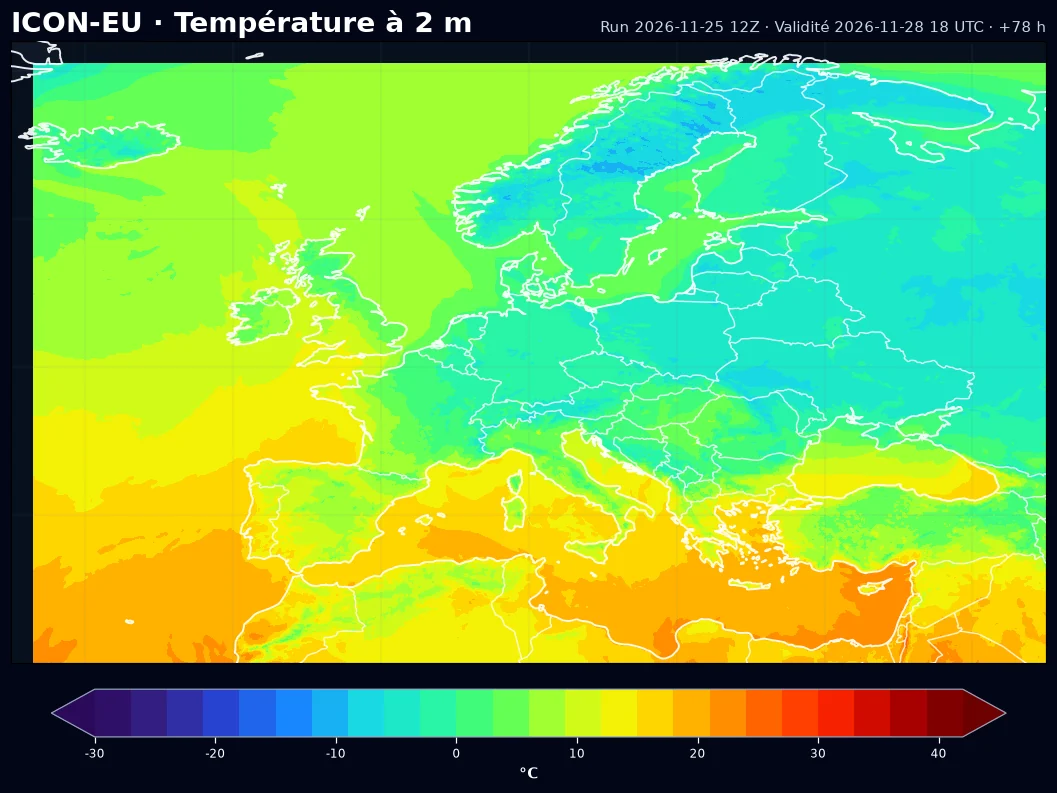 ICON-EU · Température à 2 m
Run 2026-11-25 12Z · Validité 2026-11-28 18 UTC · +78 h
-30 -20 -10 0 10 20 30 40
°C